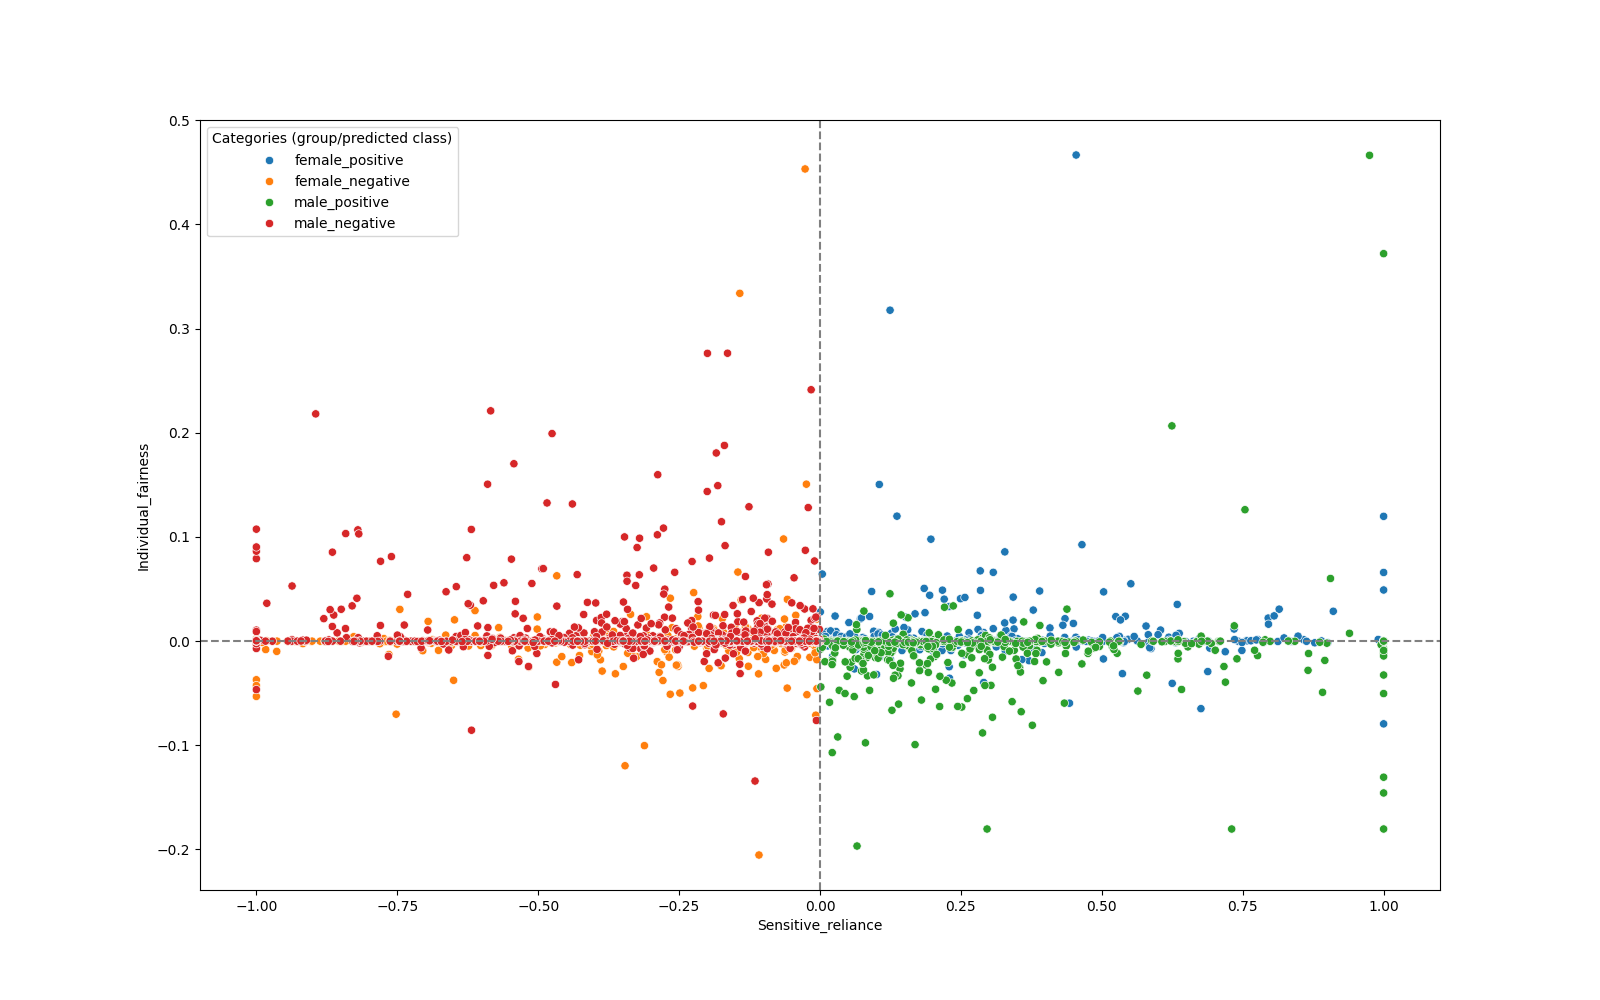 Categories (group/predicted class)
female_positive
female_negative
male_positive
male_negative
0.5
0.4
0.3
0.2
0.1
0.0
−0.1
−0.2
Individual_fairness
−1.00 −0.75 −0.50 −0.25 0.00 0.25 0.50 0.75 1.00
Sensitive_reliance